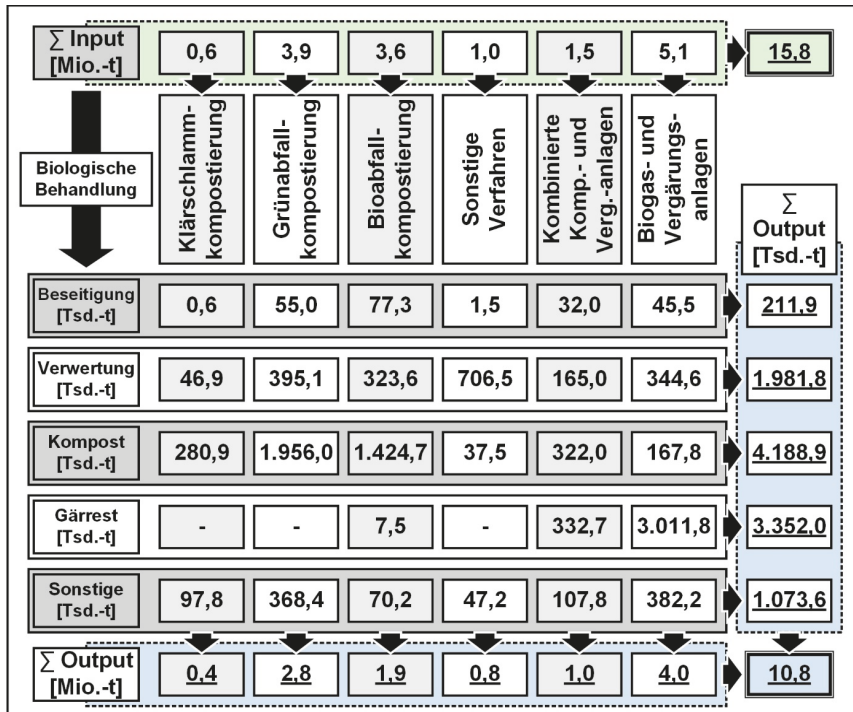 ∑ Input
[Mio.-t]
0,6 3,9 3,6 1,0 1,5 5,1 15,8
Biologische
Behandlung
Klärschlamm-
kompostierung
Grünabfall-
kompostierung
Bioabfall-
kompostierung
Sonstige
Verfahren
Kombinierte
Komp.- und
Verg.-anlagen
Biogas- und
Vergärungs-
anlagen
∑
Output
[Tsd.-t]
Beseitigung
[Tsd.-t]
0,6 55,0 77,3 1,5 32,0 45,5 211,9
Verwertung
[Tsd.-t]
46,9 395,1 323,6 706,5 165,0 344,6 1.981,8
Kompost
[Tsd.-t]
280,9 1.956,0 1.424,7 37,5 322,0 167,8 4.188,9
Gärrest
[Tsd.-t]
- - 7,5 - 332,7 3.011,8 3.352,0
Sonstige
[Tsd.-t]
97,8 368,4 70,2 47,2 107,8 382,2 1.073,6
∑ Output
[Mio.-t]
0,4 2,8 1,9 0,8 1,0 4,0 10,8